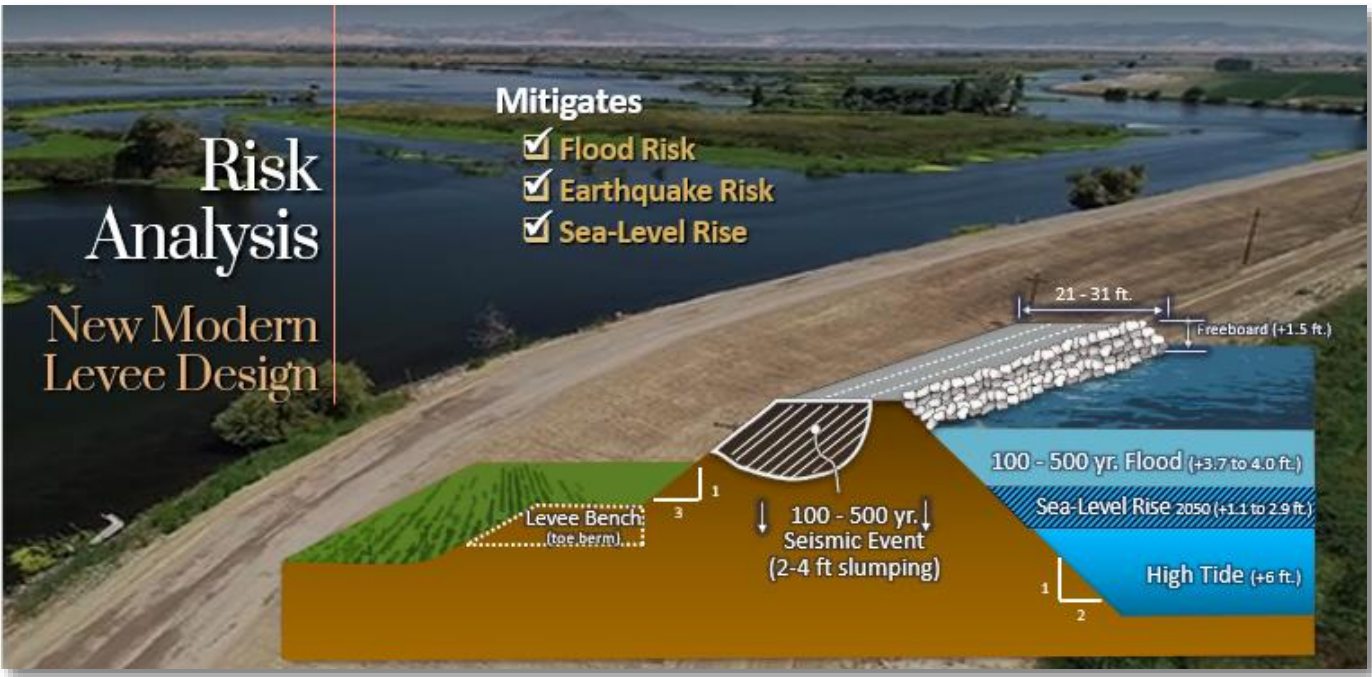 Risk
Analysis
New Modern
Levee Design
Mitigates
Flood Risk
Earthquake Risk
Sea-Level Rise
21 - 31 ft.
Freeboard (+1.5 ft.)
100 - 500 yr. Flood (+3.7 to 4.0 ft.)
Sea-Level Rise 2050 (+1.1 to 2.9 ft.)
High Tide (+6 ft.)
1
2
1
3
Levee Bench
(toe berm)
100 - 500 yr.
Seismic Event
(2-4 ft slumping)